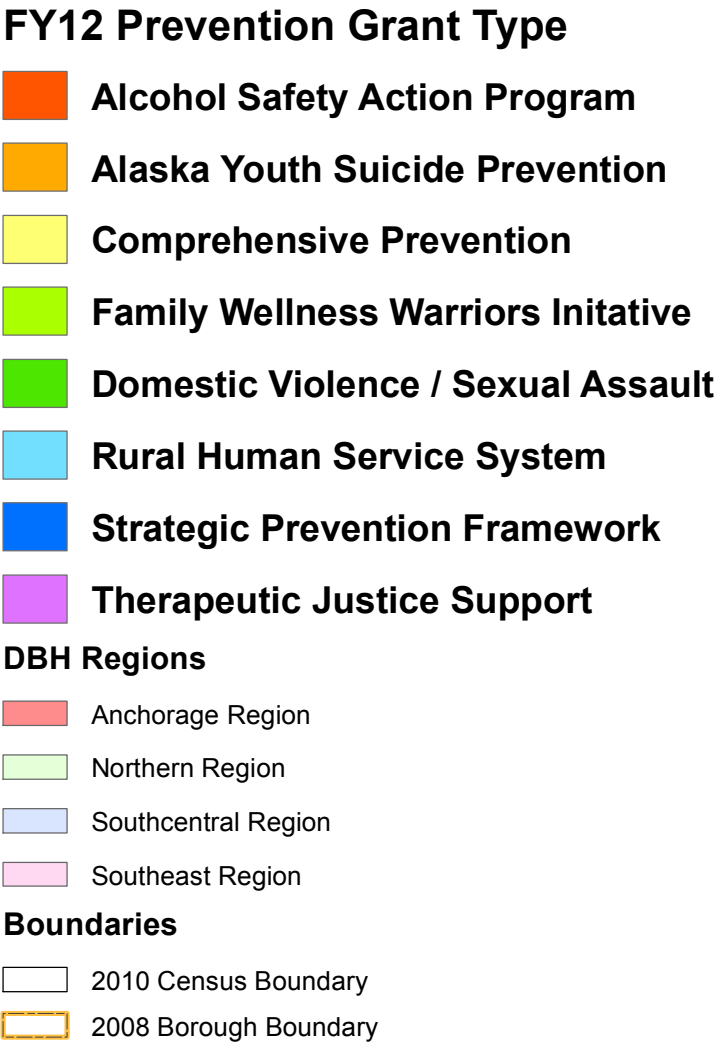 FY12 Prevention Grant Type
Alcohol Safety Action Program
Alaska Youth Suicide Prevention
Comprehensive Prevention
Family Wellness Warriors Initative
Domestic Violence / Sexual Assault
Rural Human Service System
Strategic Prevention Framework
Therapeutic Justice Support
DBH Regions
Anchorage Region
Northern Region
Southcentral Region
Southeast Region
Boundaries
2010 Census Boundary
2008 Borough Boundary